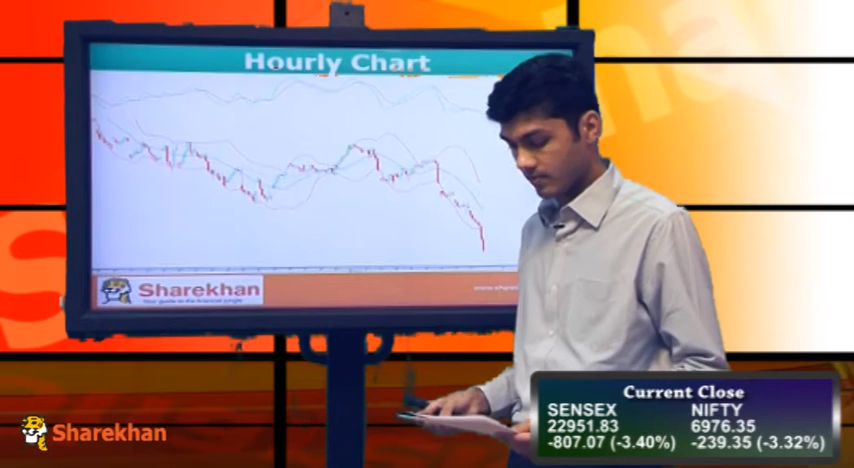 Hourly Chart
Sharekhan
Your guide to the financial jungle
Sharekhan
Current Close
SENSEX NIFTY
22951.83 6976.35
-807.07 (-3.40%) -239.35 (-3.32%)